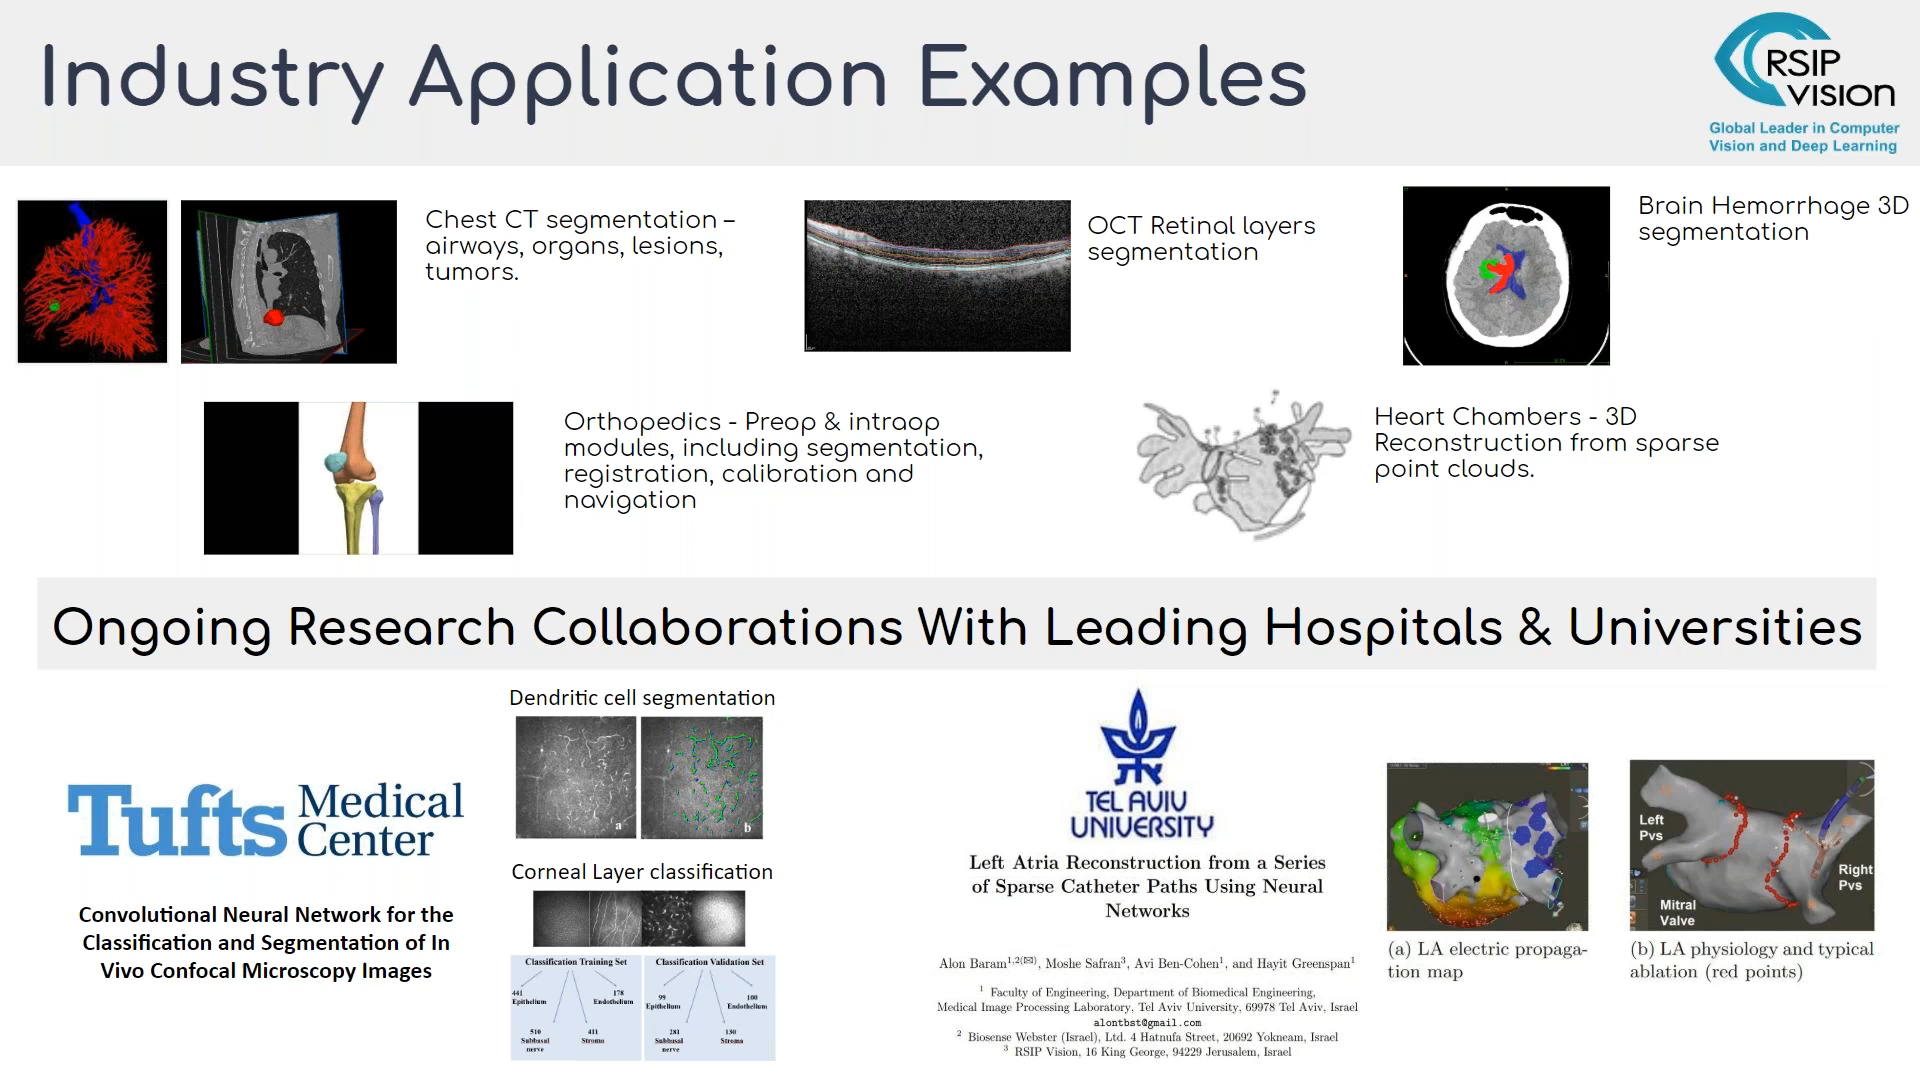 Industry Application Examples
RSIP
VISION
Global Leader in Computer
Vision and Deep Learning
Chest CT segmentation –
airways, organs, lesions,
tumors.
OCT Retinal layers
segmentation
Brain Hemorrhage 3D
segmentation
Orthopedics - Preop & intraop
modules, including segmentation,
registration, calibration and
navigation
Heart Chambers - 3D
Reconstruction from sparse
point clouds.
Ongoing Research Collaborations With Leading Hospitals & Universities
Tufts Medical
Center
Convolutional Neural Network for the
Classification and Segmentation of In
Vivo Confocal Microscopy Images
Dendritic cell segmentation
a
b
Corneal Layer classification
Classification Training Set
441
Epithelium
178
Endothelium
510
Subbasal
nerve
411
Stroma
Classification Validation Set
99
Epithelium
100
Endothelium
281
Subbasal
nerve
130
Stroma
TEL AVIV
UNIVERSITY
Left Atria Reconstruction from a Series
of Sparse Catheter Paths Using Neural
Networks
Alon Baram1,2(✉), Moshe Safran3, Avi Ben-Cohen1, and Hayit Greenspan1
1 Faculty of Engineering, Department of Biomedical Engineering,
Medical Image Processing Laboratory, Tel Aviv University, 69978 Tel Aviv, Israel
alontbst@gmail.com
2 Biosense Webster (Israel), Ltd. 4 Hatnufa Street, 20692 Yokneam, Israel
3 RSIP Vision, 16 King George, 94229 Jerusalem, Israel
(a) LA electric propaga-
tion map
Left
Pvs
Right
Pvs
Mitral
Valve
(b) LA physiology and typical
ablation (red points)